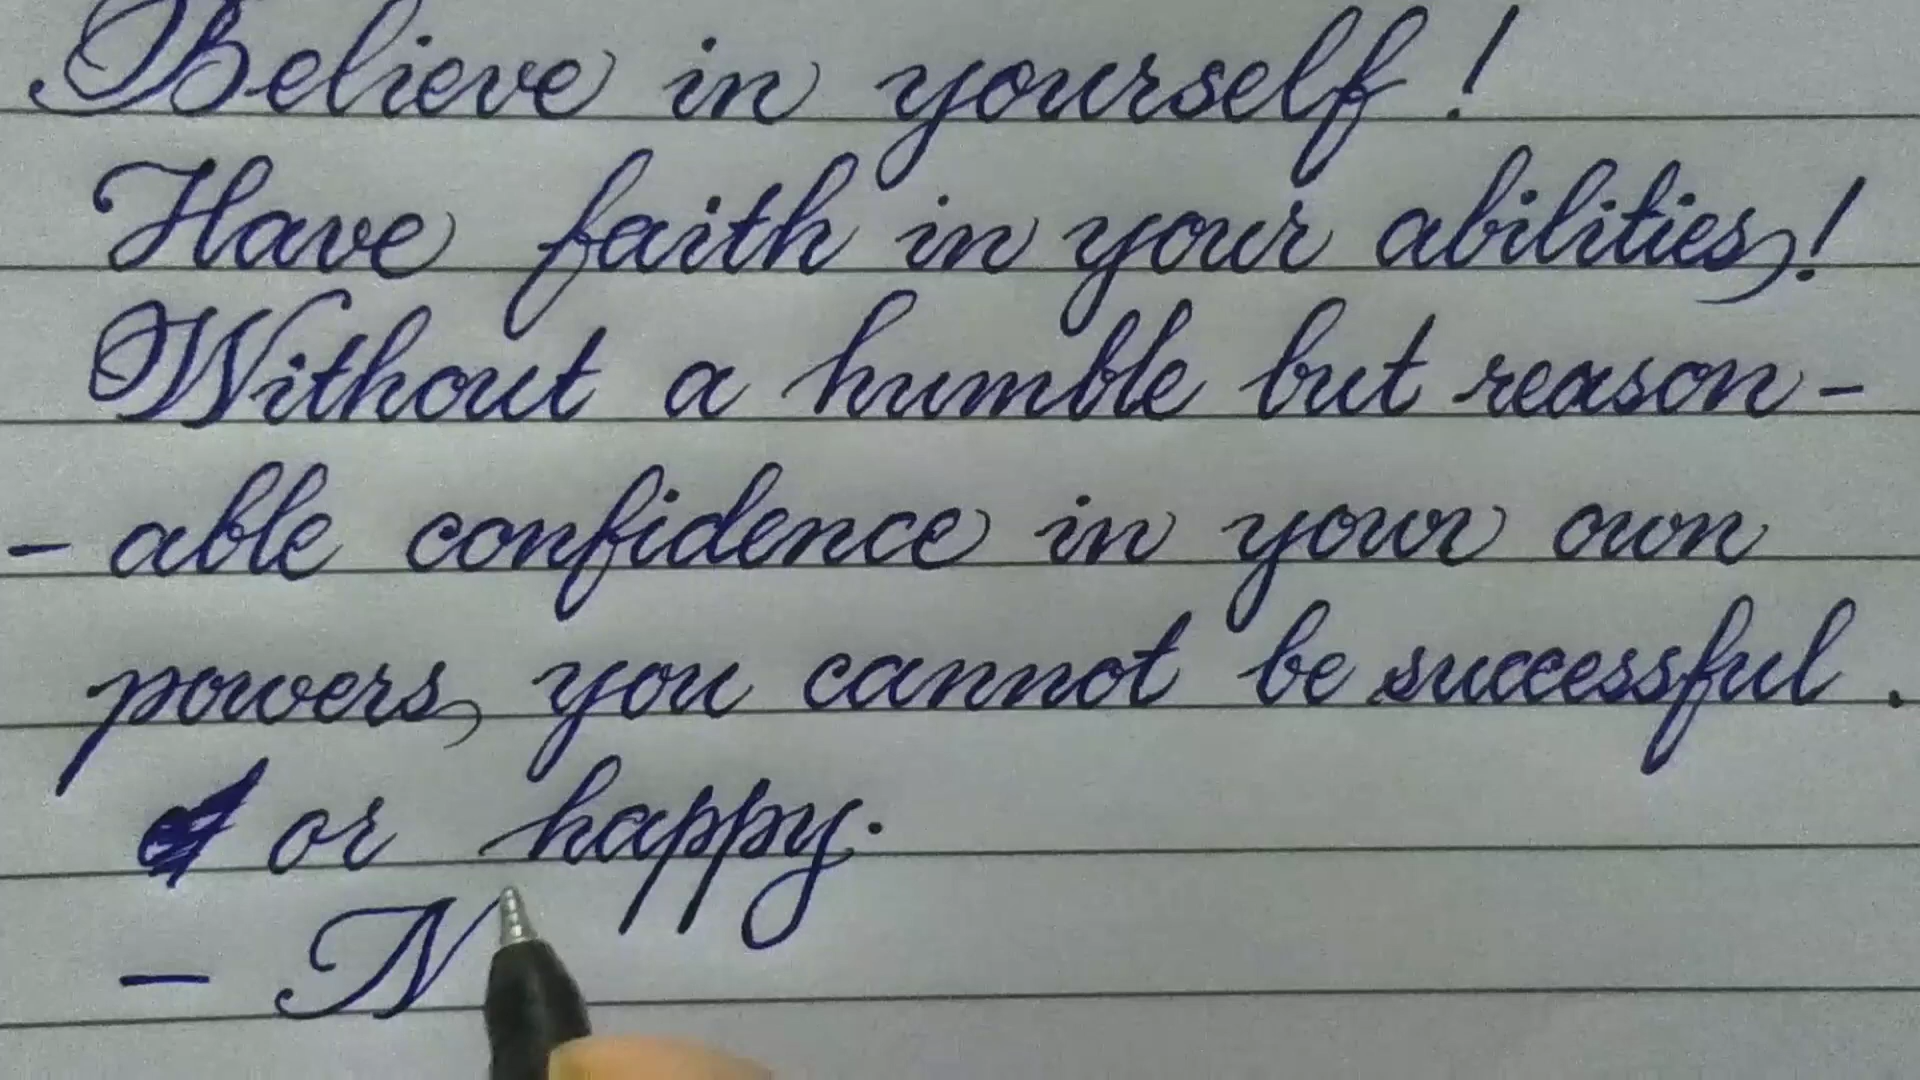 Believe in yourself!
Have faith in your abilities!
Without a humble but reason-
- able confidence in your own
powers, you cannot be successful.
or happy.
- N